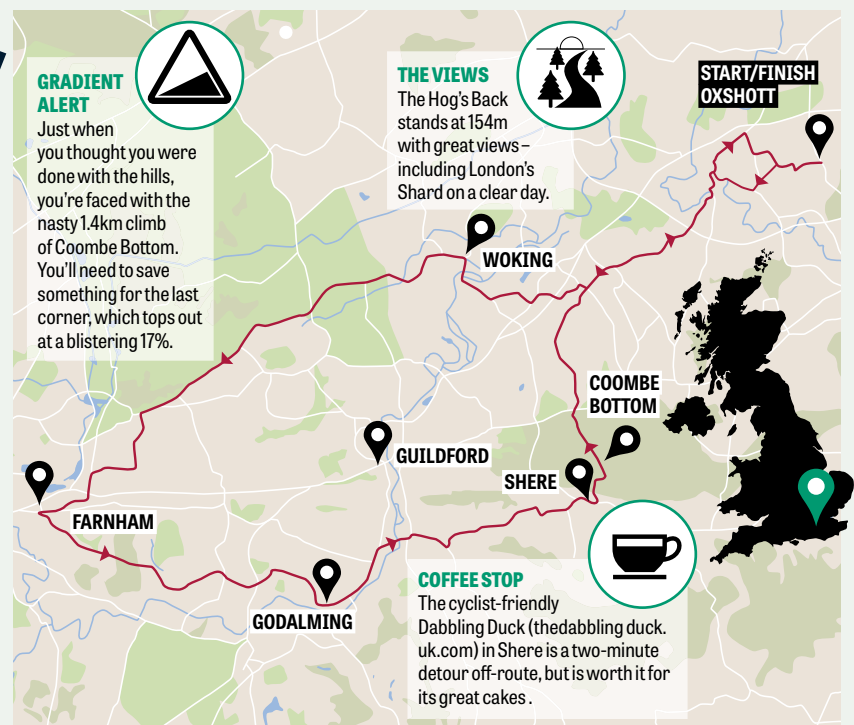 GRADIENT
ALERT
Just when
you thought you were
done with the hills,
you're faced with the
nasty 1.4km climb
of Coombe Bottom.
You'll need to save
something for the last
corner, which tops out
at a blistering 17%.
THE VIEWS
The Hog's Back
stands at 154m
with great views –
including London's
Shard on a clear day.
START/FINISH
OXSHOTT
WOKING
COOMBE
BOTTOM
GUILDFORD
SHERE
FARNHAM
GODALMING
COFFEE STOP
The cyclist-friendly
Dabbling Duck (thedabbling duck.
uk.com) in Shere is a two-minute
detour off-route, but is worth it for
its great cakes .